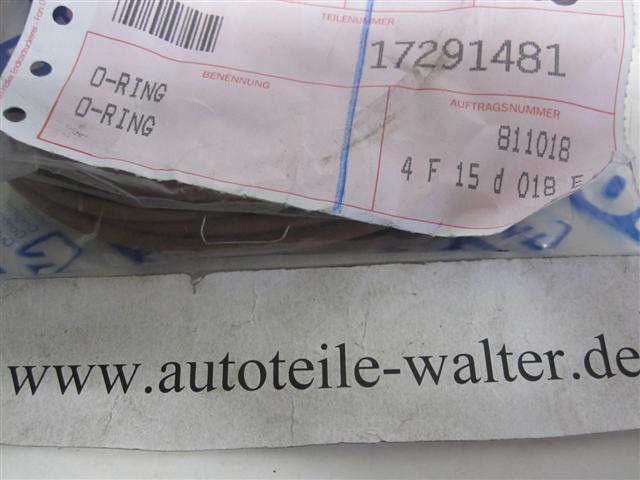 TEILENUMMER
17291481
BENENNUNG
O-RING
O-RING
AUFTRAGSNUMMER
811018
4 F 15 d 018 E
www.autoteile-walter.de